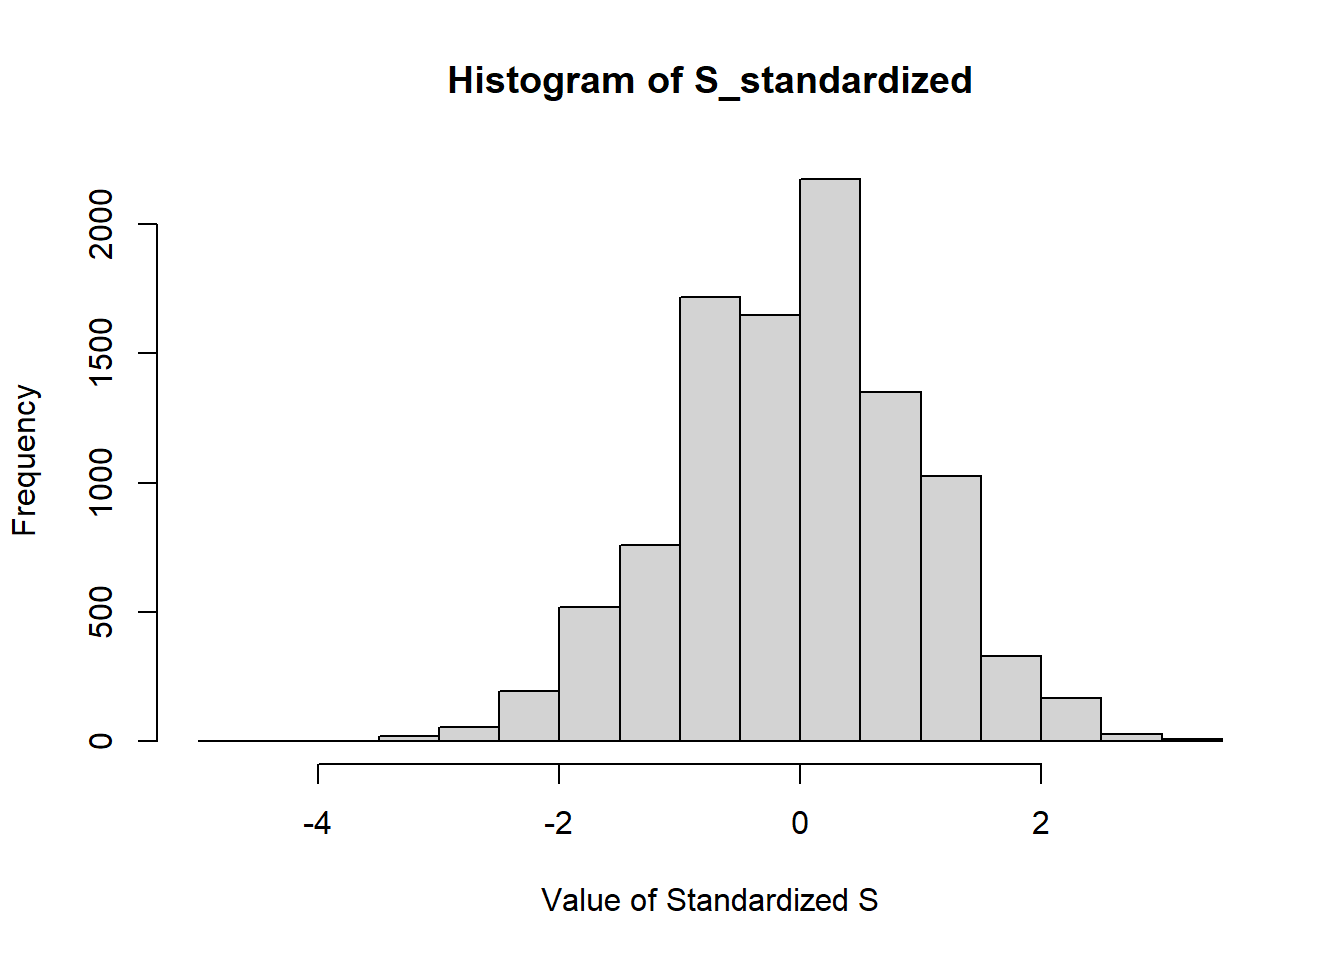 Histogram of S_standardized
Frequency
2000
1500
1000
500
0
-4 -2 0 2
Value of Standardized S